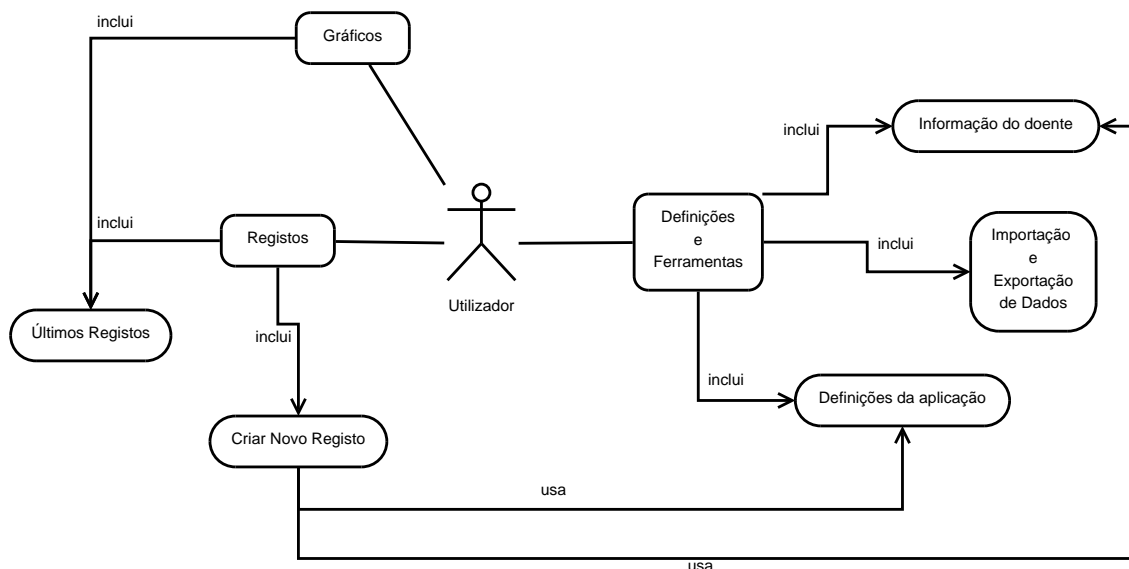 inclui
Gráficos
Informação do doente
inclui
inclui
Registos
Definições
e
Ferramentas
inclui
Importação
e
Exportação
de Dados
Utilizador
Últimos Registos
inclui
inclui
Definições da aplicação
Criar Novo Registo
usa
usa